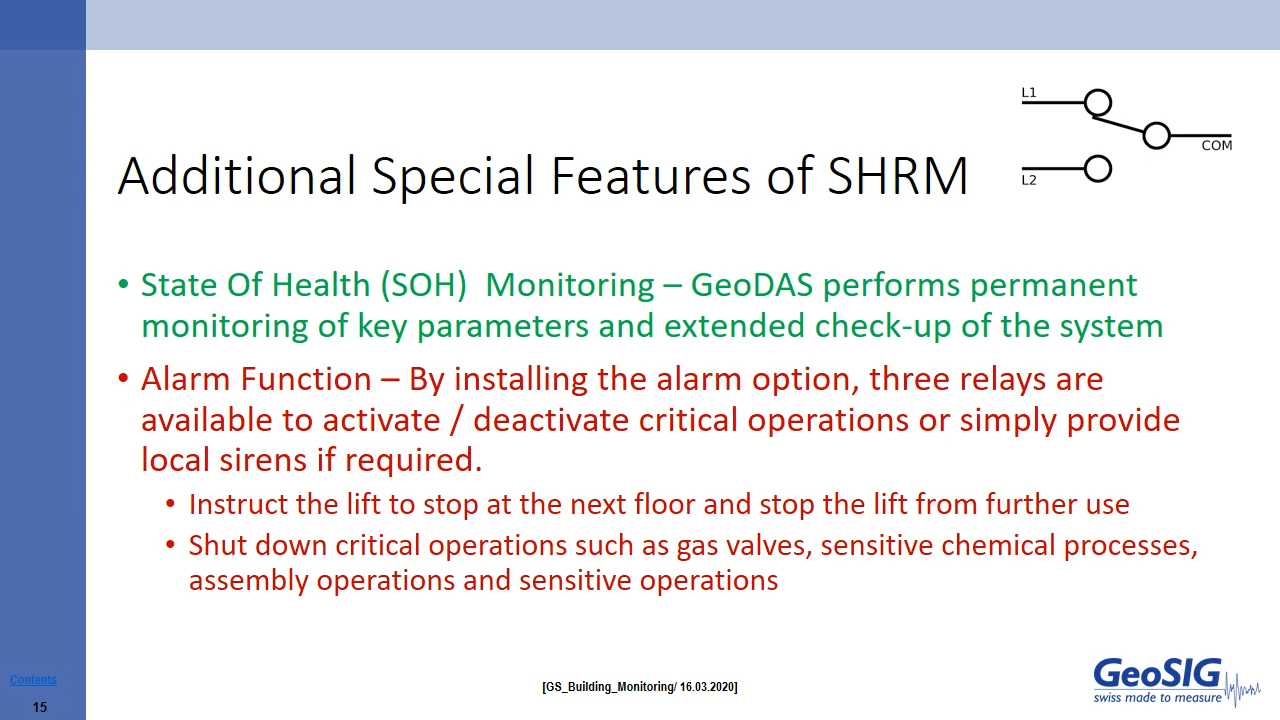 L1
COM
L2
Additional Special Features of SHRM
• State Of Health (SOH)  Monitoring – GeoDAS performs permanent
monitoring of key parameters and extended check-up of the system
• Alarm Function – By installing the alarm option, three relays are
available to activate / deactivate critical operations or simply provide
local sirens if required.
• Instruct the lift to stop at the next floor and stop the lift from further use
• Shut down critical operations such as gas valves, sensitive chemical processes,
assembly operations and sensitive operations
Contents
15
[GS_Building_Monitoring/ 16.03.2020]
GeoSIG
swiss made to measure